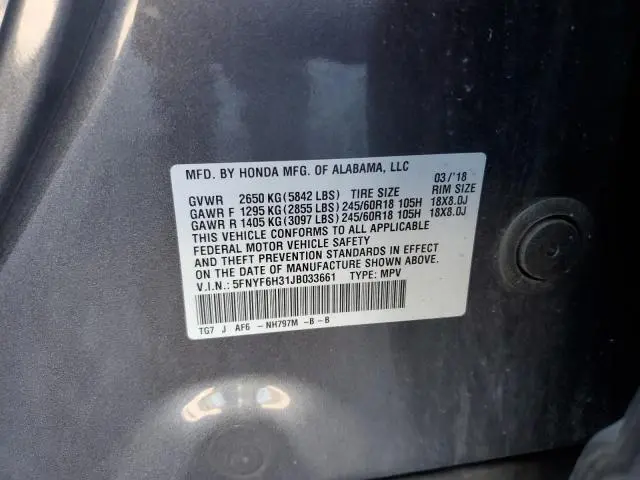 MFD. BY HONDA MFG. OF ALABAMA, LLC 03/'18
GVWR 2650 KG(5842 LBS) TIRE SIZE RIM SIZE
GAWR F 1295 KG(2855 LBS) 245/60R18 105H 18X8.0J
GAWR R 1405 KG(3097 LBS) 245/60R18 105H 18X8.0J
THIS VEHICLE CONFORMS TO ALL APPLICABLE
FEDERAL MOTOR VEHICLE SAFETY
AND THEFT PREVENTION STANDARDS IN EFFECT
ON THE DATE OF MANUFACTURE SHOWN ABOVE.
V.I.N.: 5FNYF6H31JB033661 TYPE: MPV
TG7 J AF6 -NH797M -B -B